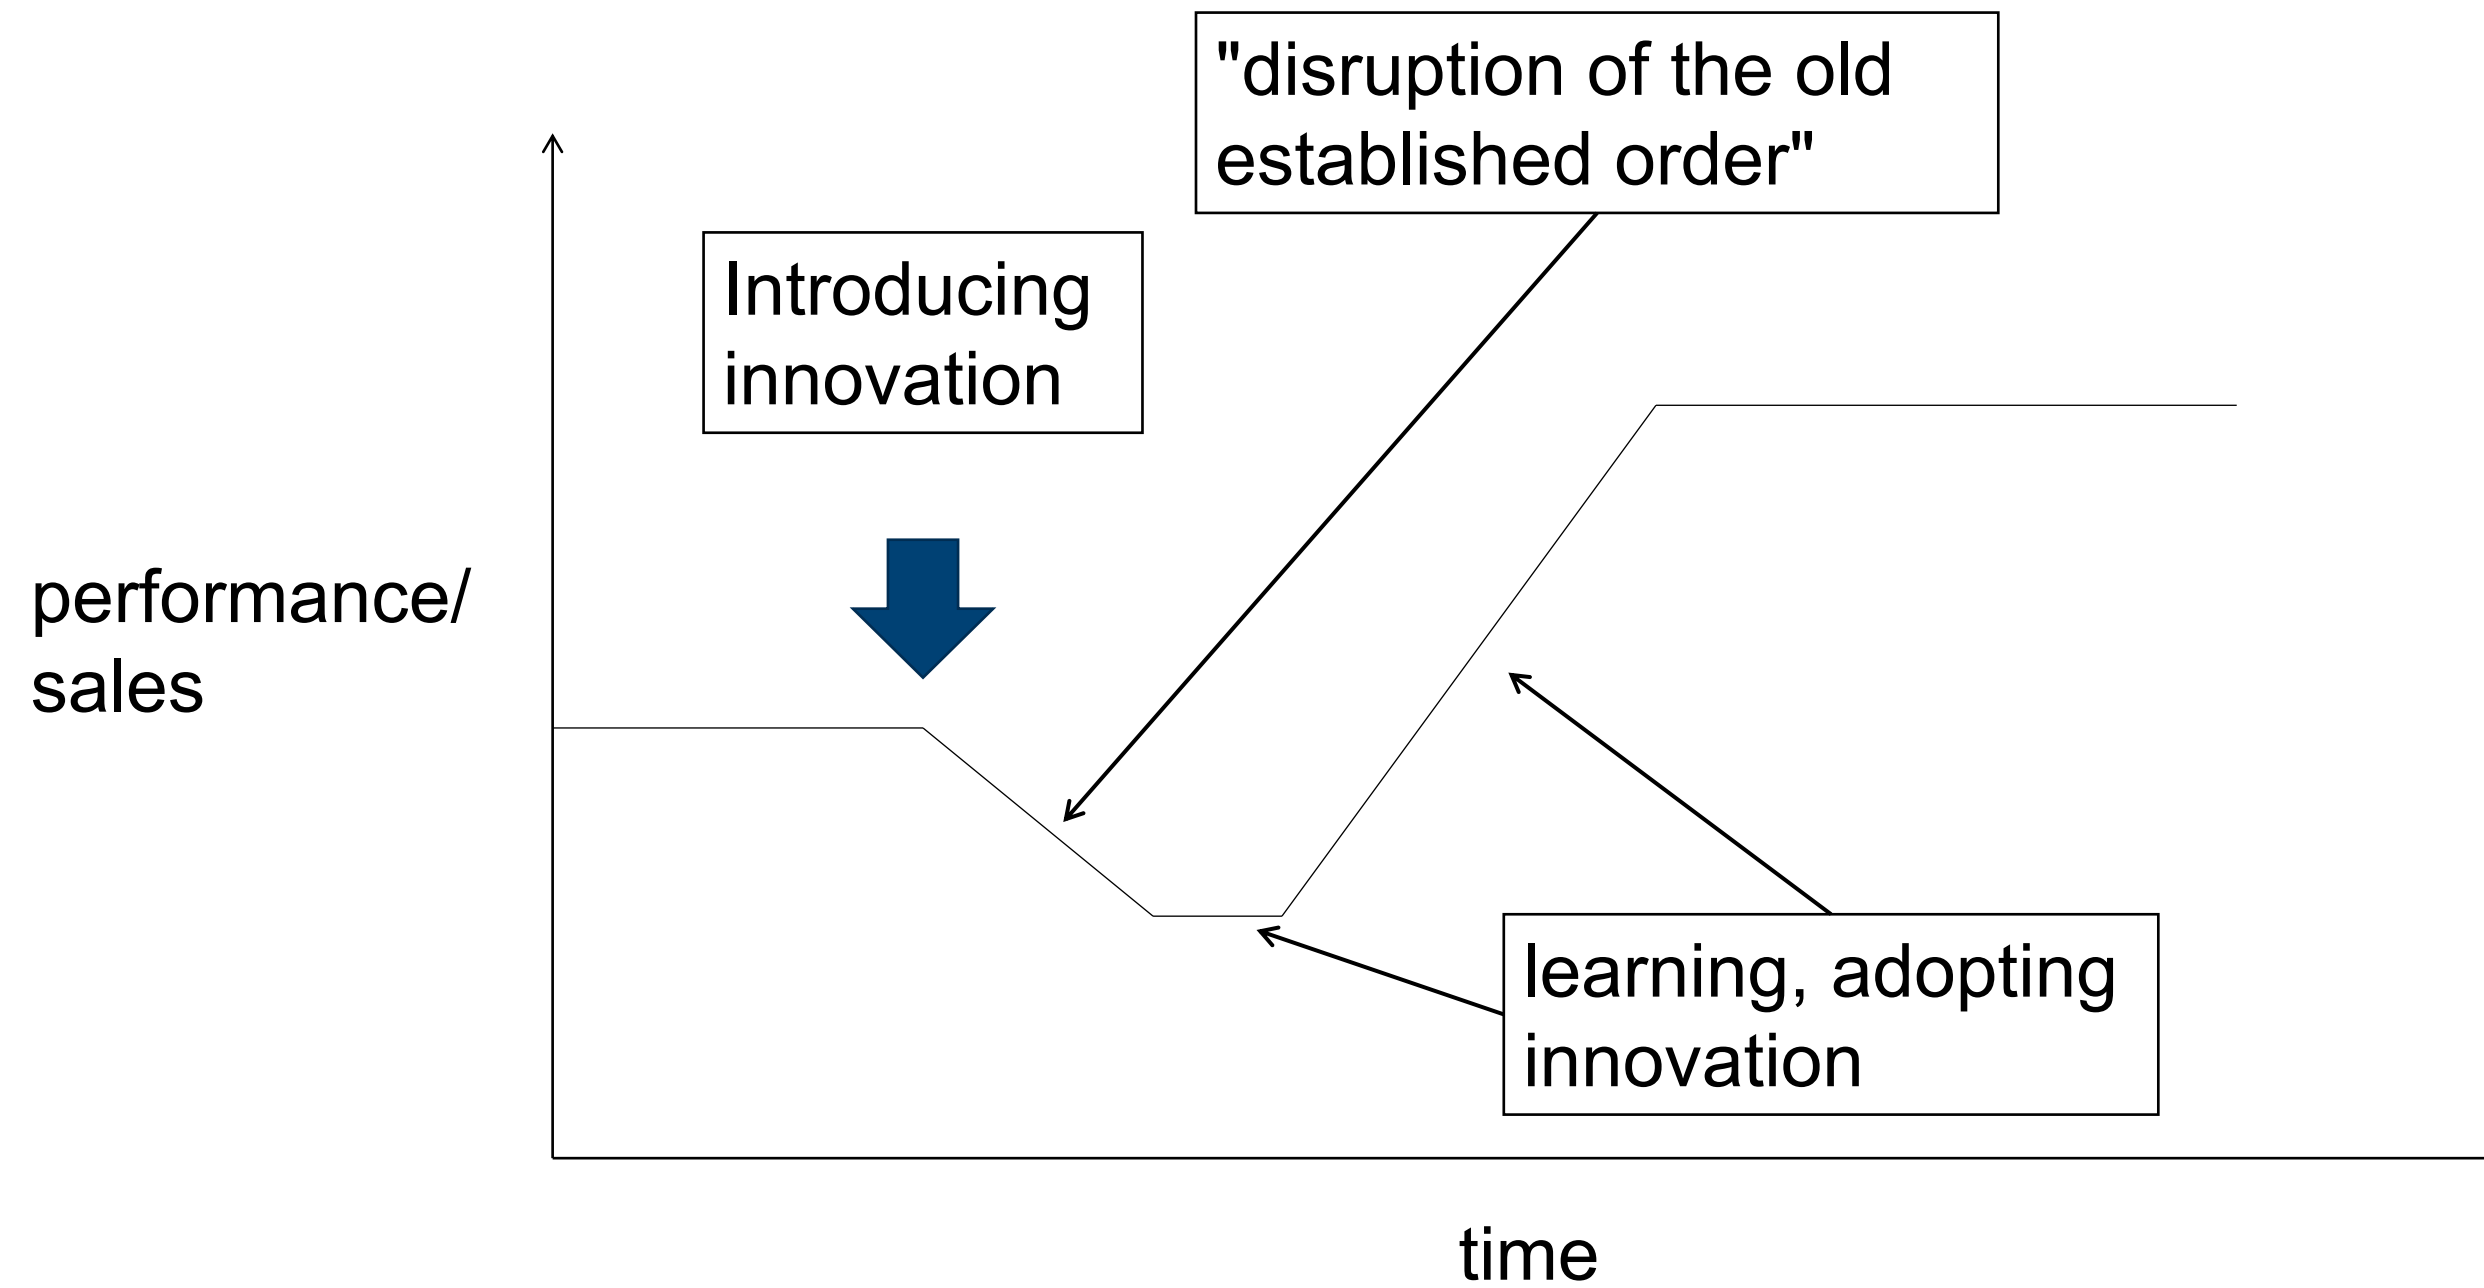 "disruption of the old
established order"
Introducing
innovation
performance/
sales
learning, adopting
innovation
time